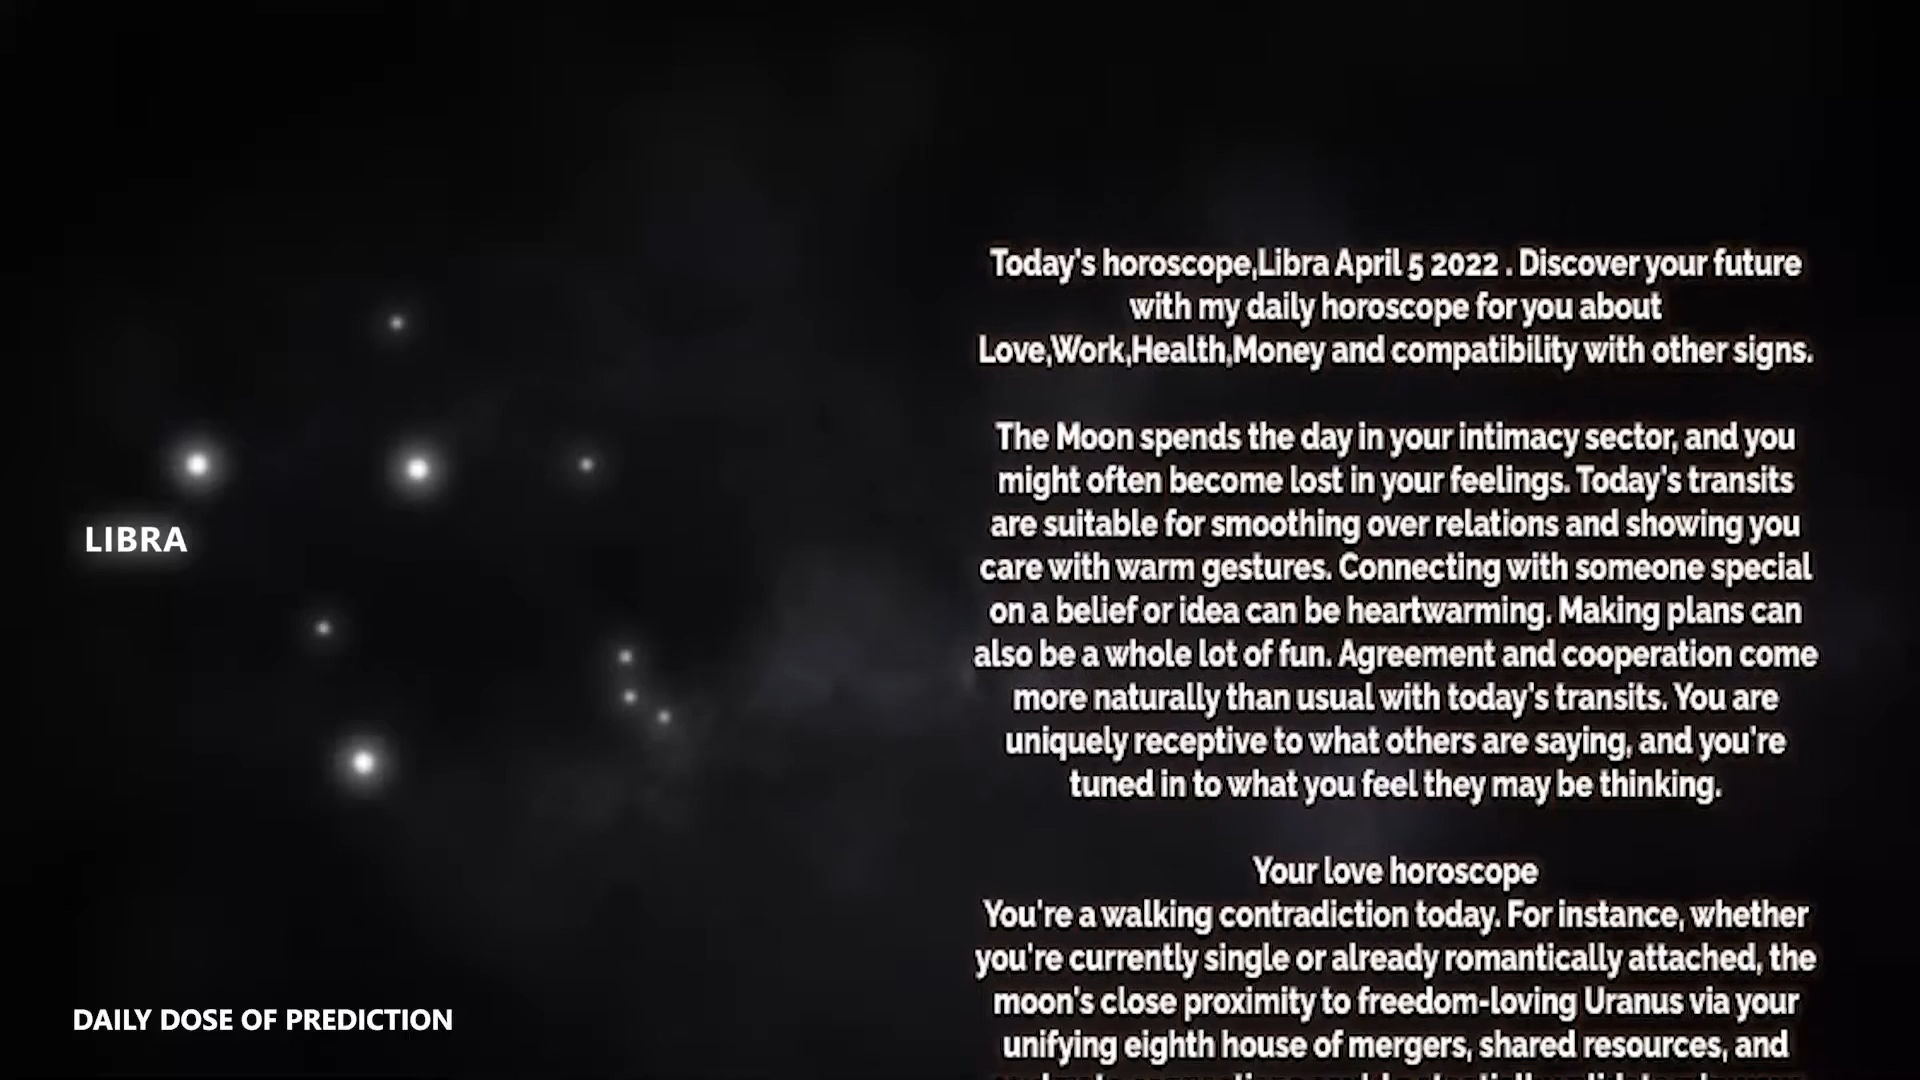 Today's horoscope,Libra April 5 2022 . Discover your future
with my daily horoscope for you about
Love,Work,Health,Money and compatibility with other signs.
The Moon spends the day in your intimacy sector, and you
might often become lost in your feelings. Today's transits
are suitable for smoothing over relations and showing you
care with warm gestures. Connecting with someone special
on a belief or idea can be heartwarming. Making plans can
also be a whole lot of fun. Agreement and cooperation come
more naturally than usual with today's transits. You are
uniquely receptive to what others are saying, and you're
tuned in to what you feel they may be thinking.
Your love horoscope
You're a walking contradiction today. For instance, whether
you're currently single or already romantically attached, the
moon's close proximity to freedom-loving Uranus via your
unifying eighth house of mergers, shared resources, and
LIBRA
DAILY DOSE OF PREDICTION